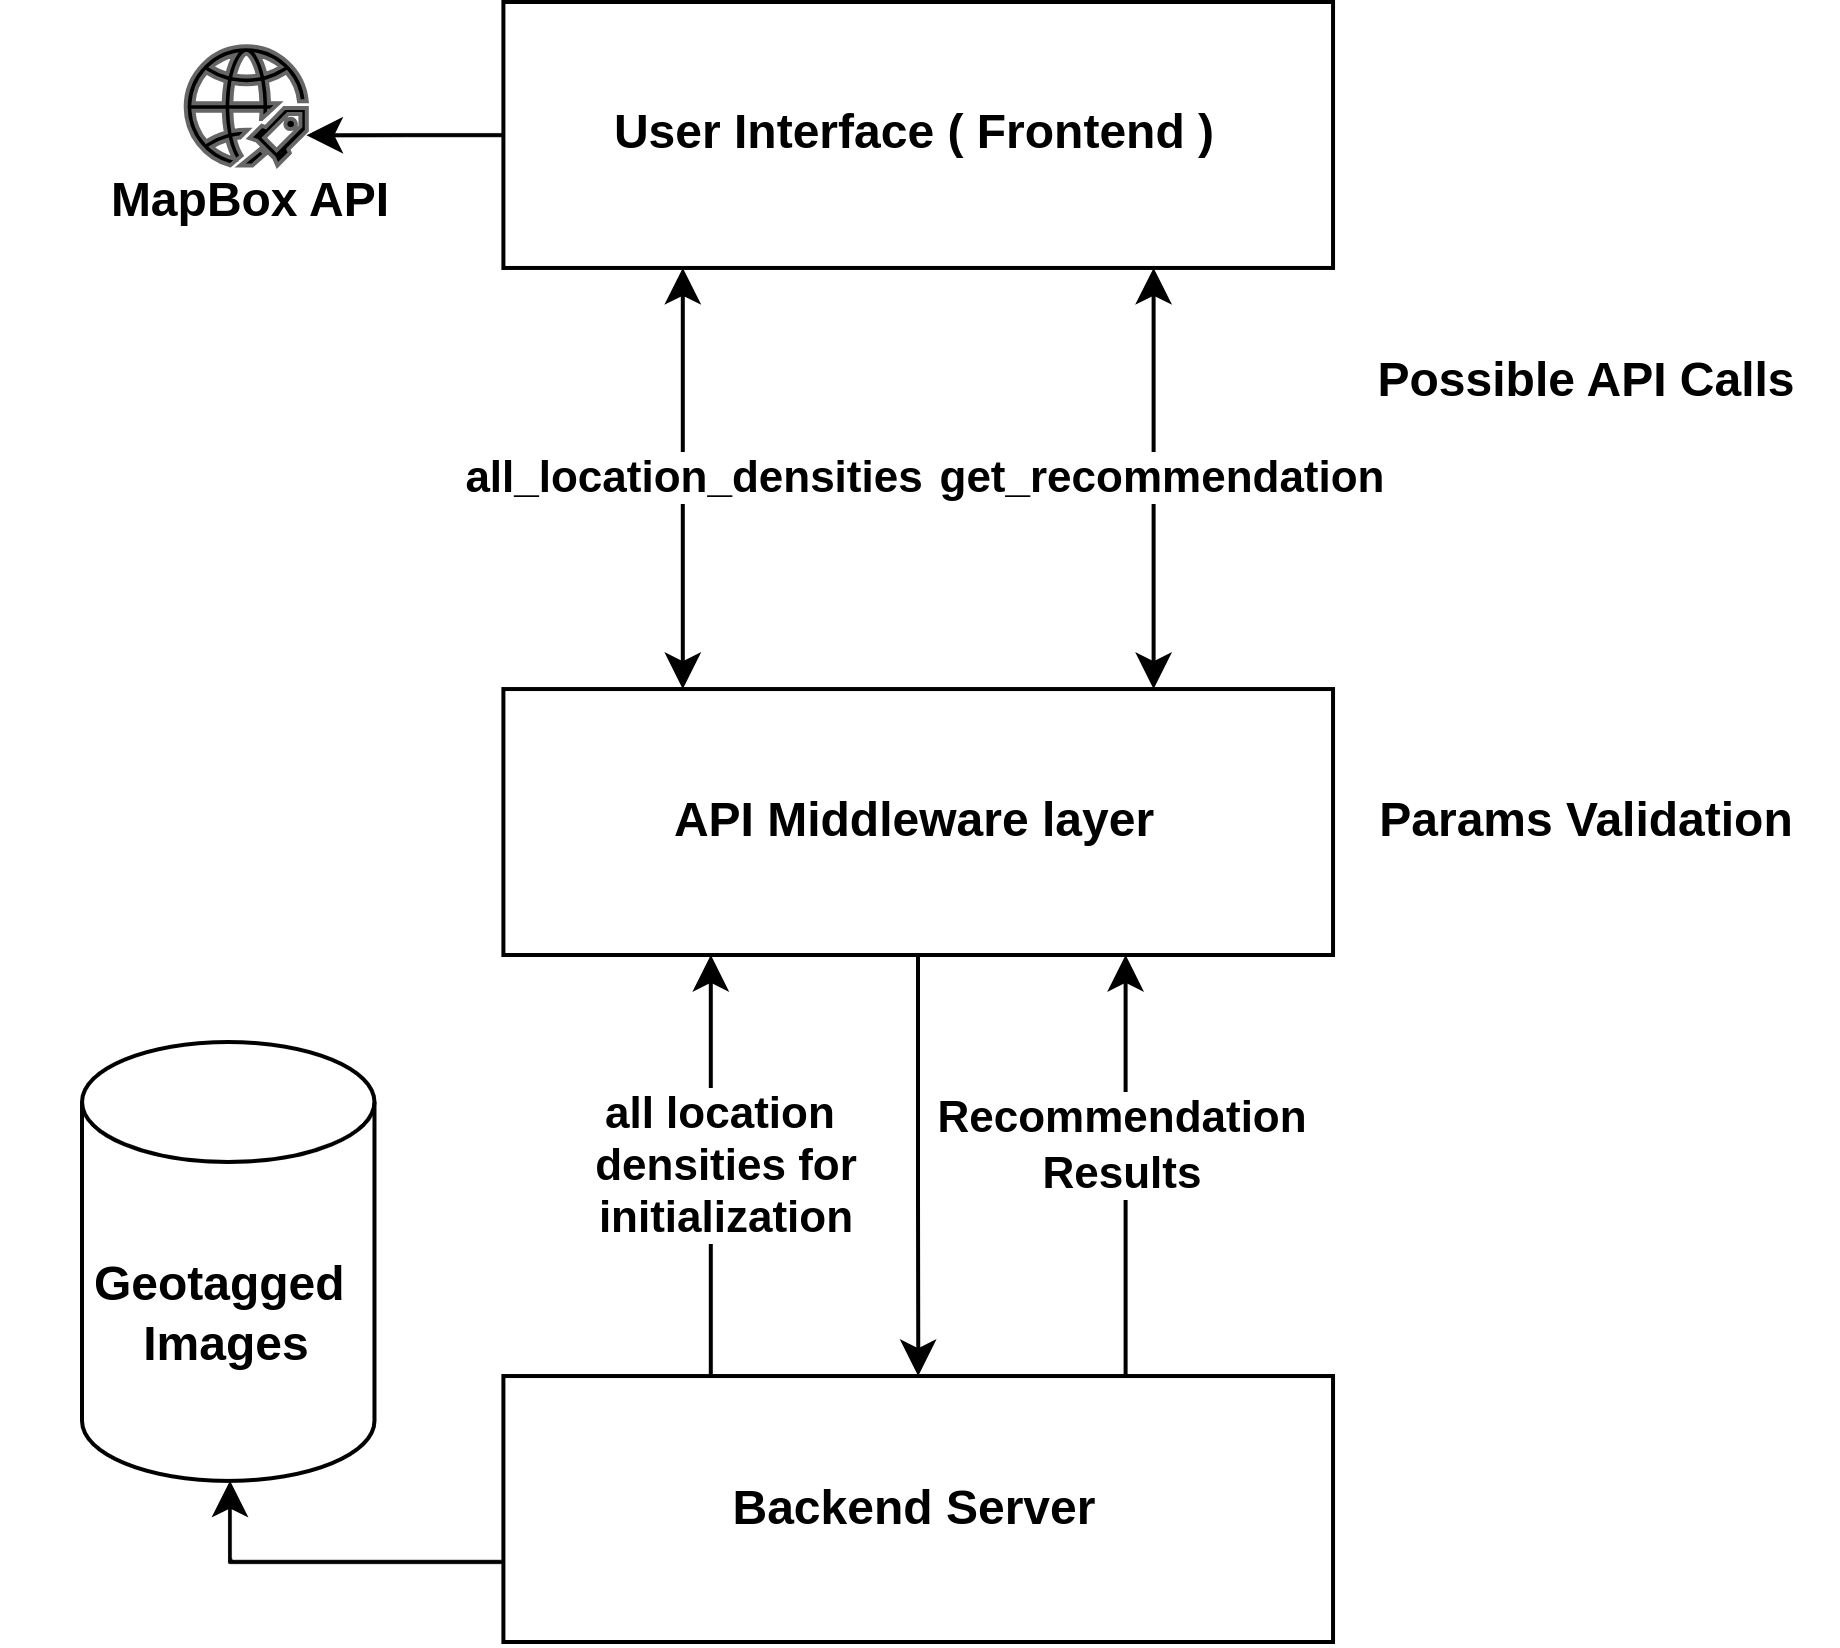 User Interface ( Frontend )
MapBox API
Possible API Calls
all_location_densities
get_recommendation
API Middleware layer
Params Validation
all location
densities for
initialization
Recommendation
Results
Geotagged
Images
Backend Server